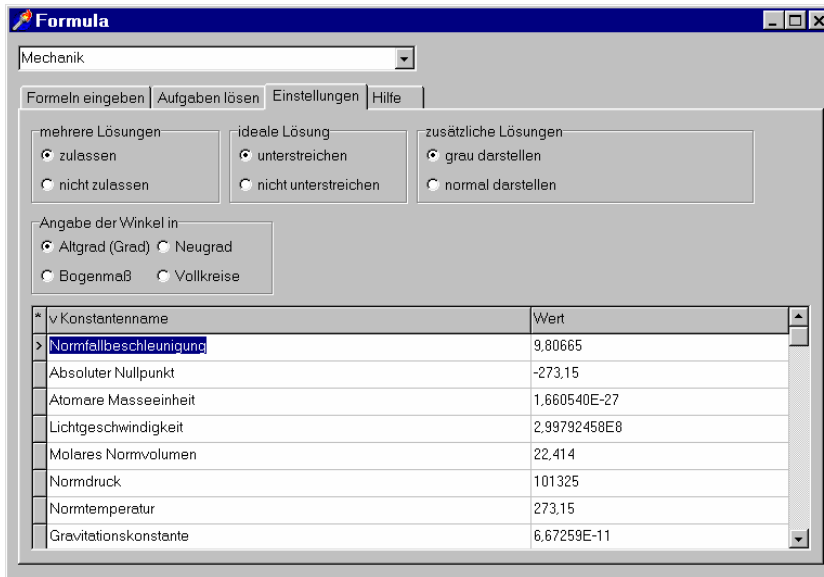 Formula
Mechanik
Formeln eingeben Aufgaben lösen Einstellungen Hilfe
mehrere Lösungen ideale Lösung zusätzliche Lösungen
zulassen unterstreichen grau darstellen
nicht zulassen nicht unterstreichen normal darstellen
Angabe der Winkel in
Altgrad (Grad) Neugrad
Bogenmaß Vollkreise
* v Konstantenname Wert
> Normfallbeschleunigung 9,80665
Absoluter Nullpunkt -273,15
Atomare Masseeinheit 1,660540E-27
Lichtgeschwindigkeit 2,99792458E8
Molares Normvolumen 22,414
Normdruck 101325
Normtemperatur 273,15
Gravitationskonstante 6,67259E-11